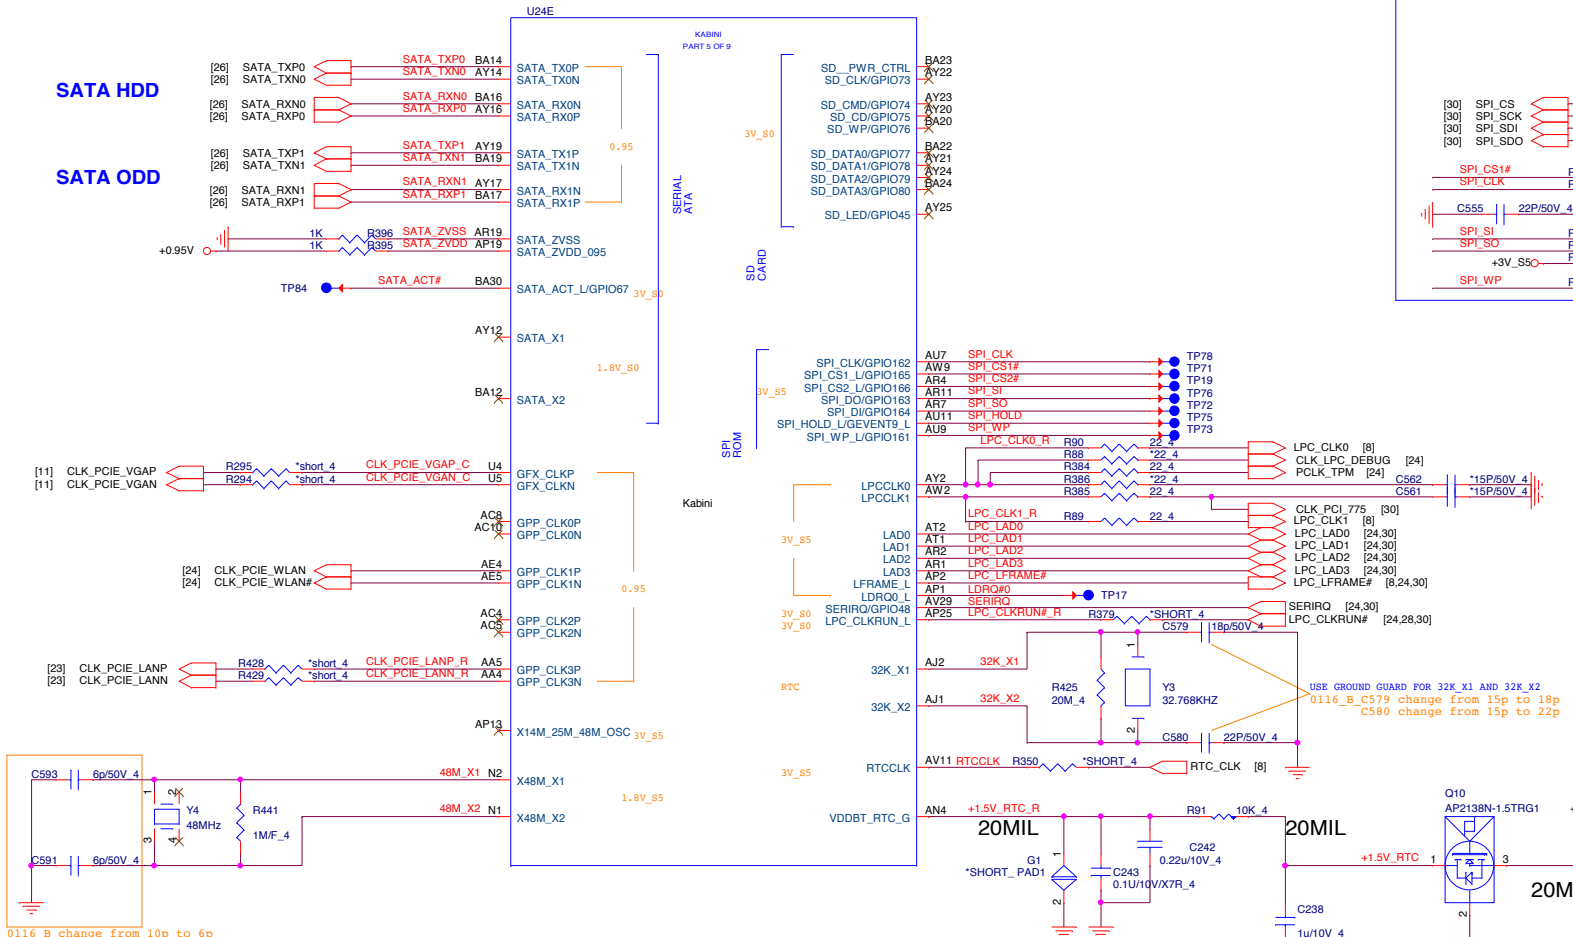 U24E
KABINI
PART 5 OF 9
SATA HDD
[26] SATA_TXP0 SATA_TXP0 BA14 SATA_TX0P
[26] SATA_TXN0 SATA_TXN0 AY14 SATA_TX0N
[26] SATA_RXN0 SATA_RXN0 BA16 SATA_RX0N
[26] SATA_RXP0 SATA_RXP0 AY16 SATA_RX0P
0.95
SATA ODD
[26] SATA_TXP1 SATA_TXP1 AY19 SATA_TX1P
[26] SATA_TXN1 SATA_TXN1 BA19 SATA_TX1N
[26] SATA_RXN1 SATA_RXN1 AY17 SATA_RX1N
[26] SATA_RXP1 SATA_RXP1 BA17 SATA_RX1P
SERIAL
ATA
1K R396 SATA_ZVSS AR19 SATA_ZVSS
+0.95V 1K R395 SATA_ZVDD AP19 SATA_ZVDD_095
TP84 SATA_ACT# BA30 SATA_ACT_L/GPIO67 3V_S0
AY12 SATA_X1
1.8V_S0
BA12 SATA_X2
SD__PWR_CTRL BA23
SD_CLK/GPIO73 AY22
SD_CMD/GPIO74 AY23
SD_CD/GPIO75 AY20
SD_WP/GPIO76 BA20
3V_S0
SD_DATA0/GPIO77 BA22
SD_DATA1/GPIO78 AY21
SD_DATA2/GPIO79 AY24
SD_DATA3/GPIO80 BA24
SD_LED/GPIO45 AY25
SD
CARD
[30] SPI_CS
[30] SPI_SCK
[30] SPI_SDI
[30] SPI_SDO
SPI_CS1#
SPI_CLK
C555 22P/50V_4
SPI_SI
SPI_SO
+3V_S5
SPI_WP
SPI_CLK/GPIO162 AU7 SPI_CLK TP78
SPI_CS1_L/GPIO165 AW9 SPI_CS1# TP71
SPI_CS2_L/GPIO166 AR4 SPI_CS2# TP19
3V_S5 SPI_DO/GPIO163 AR11 SPI_SI TP76
SPI_DI/GPIO164 AR7 SPI_SO TP72
SPI_HOLD_L/GEVENT9_L AU11 SPI_HOLD TP75
SPI_WP_L/GPIO161 AU9 SPI_WP TP73
SPI
ROM
LPC_CLK0_R R90 22_4 LPC_CLK0 [8]
R88 *22_4 CLK_LPC_DEBUG [24]
R384 22_4 PCLK_TPM [24]
LPCCLK0 AY2 R386 *22_4 C562 *15P/50V_4
LPCCLK1 AW2 R385 22_4 C561 *15P/50V_4
CLK_PCI_775 [30]
LPC_CLK1_R R89 22_4 LPC_CLK1 [8]
LAD0 AT2 LPC_LAD0 LPC_LAD0 [24,30]
3V_S5 LAD1 AT1 LPC_LAD1 LPC_LAD1 [24,30]
LAD2 AR2 LPC_LAD2 LPC_LAD2 [24,30]
LAD3 AR1 LPC_LAD3 LPC_LAD3 [24,30]
LFRAME_L AP2 LPC_LFRAME# LPC_LFRAME# [8,24,30]
LDRQ0_L AP1 LDRQ#0 TP17
3V_S0 SERIRQ/GPIO48 AV29 SERIRQ SERIRQ [24,30]
3V_S0 LPC_CLKRUN_L AP25 LPC_CLKRUN#_R R379 *SHORT_4 LPC_CLKRUN# [24,28,30]
[11] CLK_PCIE_VGAP R295 *short_4 CLK_PCIE_VGAP_C U4 GFX_CLKP
[11] CLK_PCIE_VGAN R294 *short_4 CLK_PCIE_VGAN_C U5 GFX_CLKN
Kabini
AC8 GPP_CLK0P
AC10 GPP_CLK0N
[24] CLK_PCIE_WLAN AE4 GPP_CLK1P
[24] CLK_PCIE_WLAN# AE5 GPP_CLK1N
0.95
AC4 GPP_CLK2P
AC5 GPP_CLK2N
[23] CLK_PCIE_LANP R428 *short_4 CLK_PCIE_LANP_R AA5 GPP_CLK3P
[23] CLK_PCIE_LANN R429 *short_4 CLK_PCIE_LANN_R AA4 GPP_CLK3N
AP13 X14M_25M_48M_OSC 3V_S5
C579 18p/50V_4
32K_X1 AJ2 32K_X1
1
RTC
R425
20M_4
Y3
32.768KHZ
32K_X2 AJ1 32K_X2
2
C580 22P/50V_4
USE GROUND GUARD FOR 32K_X1 AND 32K_X2
0116_B_C579 change from 15p to 18p
C580 change from 15p to 22p
3V_S5 RTCCLK AV11 RTCCLK R350 *SHORT_4 RTC_CLK [8]
C593 6p/50V_4 48M_X1 N2 X48M_X1
1.8V_S5
1 2
Y4
48MHz
3 4
R441
1M/F_4
48M_X2 N1 X48M_X2
C591 6p/50V_4
0116 B change from 10p to 6p
VDDBT_RTC_G AN4 +1.5V_RTC_R R91 10K_4
20MIL 20MIL
G1
*SHORT_ PAD1
1
2
C243
0.1U/10V/X7R_4
C242
0.22u/10V_4
+1.5V_RTC 1 3
2
Q10
AP2138N-1.5TRG1
20M
C238
1u/10V_4